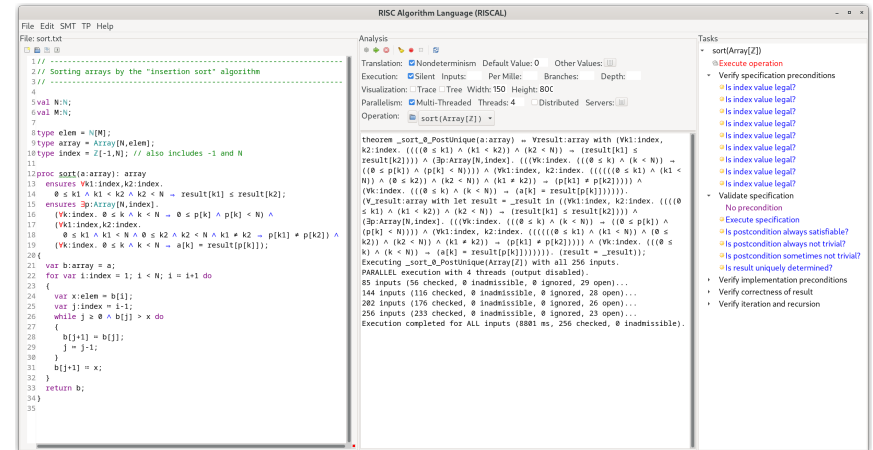 RISC Algorithm Language (RISCAL)
File Edit SMT TP Help
File: sort.txt
1 // ----------------------------------------------------------------
2 // Sorting arrays by the "insertion sort" algorithm
3 // ----------------------------------------------------------------
4
5 val N:ℕ;
6 val M:ℕ;
7
8 type elem = ℕ[M];
9 type array = Array[N,elem];
10 type index = ℤ[-1,N]; // also includes -1 and N
11
12 proc sort(a:array): array
13 ensures ∀k1:index,k2:index.
14 0 ≤ k1 ∧ k1 < k2 ∧ k2 < N → result[k1] ≤ result[k2];
15 ensures ∃p:Array[N,index].
16 (∀k:index. 0 ≤ k ∧ k < N → 0 ≤ p[k] ∧ p[k] < N) ∧
17 (∀k1:index,k2:index.
18 0 ≤ k1 ∧ k1 < N ∧ 0 ≤ k2 ∧ k2 < N ∧ k1 ≠ k2 → p[k1] ≠ p[k2]) ∧
19 (∀k:index. 0 ≤ k ∧ k < N → a[k] = result[p[k]]);
20 {
21 var b:array = a;
22 for var i:index = 1; i < N; i = i+1 do
23 {
24 var x:elem = b[i];
25 var j:index = i-1;
26 while j ≥ 0 ∧ b[j] > x do
27 {
28 b[j+1] = b[j];
29 j = j-1;
30 }
31 b[j+1] = x;
32 }
33 return b;
34 }
35
Analysis
Translation: Nondeterminism Default Value: 0 Other Values:
Execution: Silent Inputs: Per Mille: Branches: Depth:
Visualization: Trace Tree Width: 150 Height: 800
Parallelism: Multi-Threaded Threads: 4 Distributed Servers:
Operation: sort(Array[ℤ])
theorem _sort_0_PostUnique(a:array) ⇔ ∀result:array with (∀k1:index,
k2:index. ((((0 ≤ k1) ∧ (k1 < k2)) ∧ (k2 < N)) → (result[k1] ≤
result[k2]))) ∧ (∃p:Array[N,index]. (((∀k:index. (((0 ≤ k) ∧ (k < N)) →
((0 ≤ p[k]) ∧ (p[k] < N)))) ∧ (∀k1:index, k2:index. ((((((0 ≤ k1) ∧ (k1 <
N)) ∧ (0 ≤ k2)) ∧ (k2 < N)) ∧ (k1 ≠ k2)) → (p[k1] ≠ p[k2])))) ∧
(∀k:index. (((0 ≤ k) ∧ (k < N)) → (a[k] = result[p[k]]))))).
(∀_result:array with let result = _result in ((∀k1:index, k2:index. ((((0
≤ k1) ∧ (k1 < k2)) ∧ (k2 < N)) → (result[k1] ≤ result[k2]))) ∧
(∃p:Array[N,index]. (((∀k:index. (((0 ≤ k) ∧ (k < N)) → ((0 ≤ p[k]) ∧
(p[k] < N)))) ∧ (∀k1:index, k2:index. ((((((0 ≤ k1) ∧ (k1 < N)) ∧ (0 ≤
k2)) ∧ (k2 < N)) ∧ (k1 ≠ k2)) → (p[k1] ≠ p[k2])))) ∧ (∀k:index. (((0 ≤
k) ∧ (k < N)) → (a[k] = result[p[k]])))))). (result = _result));
Executing _sort_0_PostUnique(Array[ℤ]) with all 256 inputs.
PARALLEL execution with 4 threads (output disabled).
85 inputs (56 checked, 0 inadmissible, 0 ignored, 29 open)...
144 inputs (116 checked, 0 inadmissible, 0 ignored, 28 open)...
202 inputs (176 checked, 0 inadmissible, 0 ignored, 26 open)...
256 inputs (233 checked, 0 inadmissible, 0 ignored, 23 open)...
Execution completed for ALL inputs (8801 ms, 256 checked, 0 inadmissible).
Tasks
sort(Array[ℤ])
Execute operation
Verify specification preconditions
Is index value legal?
Is index value legal?
Is index value legal?
Is index value legal?
Is index value legal?
Is index value legal?
Is index value legal?
Is index value legal?
Is index value legal?
Validate specification
No precondition
Execute specification
Is postcondition always satisfiable?
Is postcondition always not trivial?
Is postcondition sometimes not trivial?
Is result uniquely determined?
Verify implementation preconditions
Verify correctness of result
Verify iteration and recursion